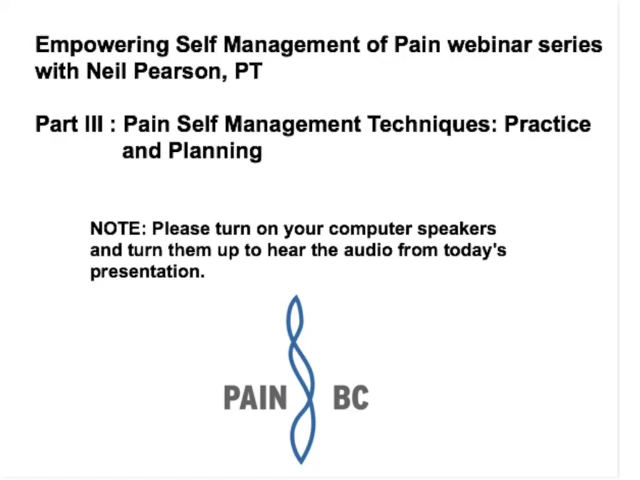 Empowering Self Management of Pain webinar series
with Neil Pearson, PT
Part III : Pain Self Management Techniques: Practice
and Planning
NOTE: Please turn on your computer speakers
and turn them up to hear the audio from today's
presentation.
PAIN BC